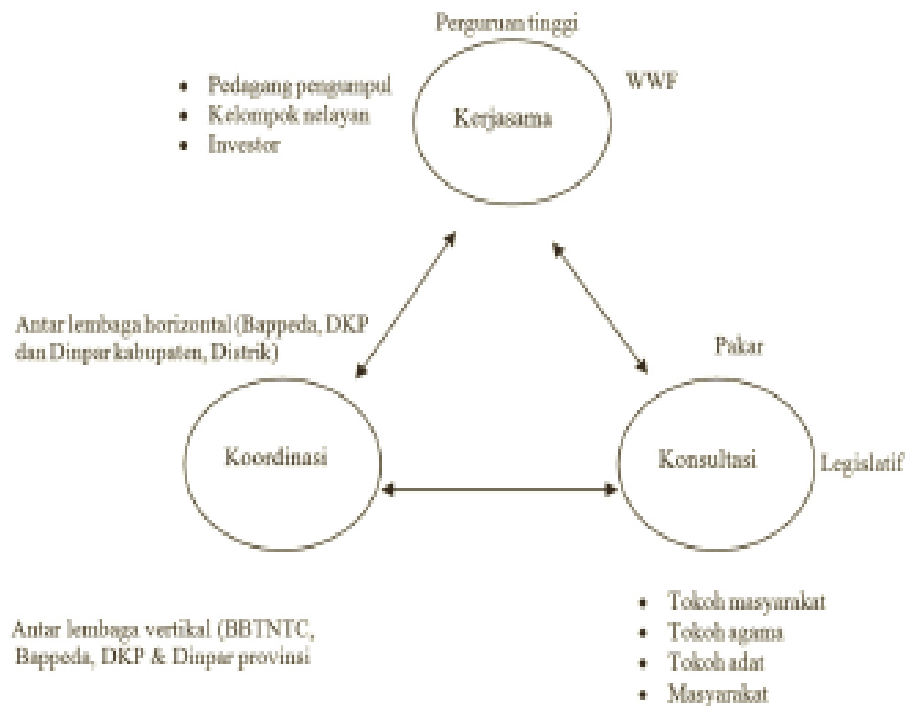 Perguruan tinggi
WWF
• Pedagang pengumpul
• Kelompok nelayan
• Investor
Kerjasama
Antar lembaga horizontal (Bappeda, DKP
dan Dinpar kabupaten, Distrik)
Pakar
Koordinasi
Konsultasi
Legislatif
Antar lembaga vertikal (BBTNTC,
Bappeda, DKP & Dinpar provinsi
• Tokoh masyarakat
• Tokoh agama
• Tokoh adat
• Masyarakat